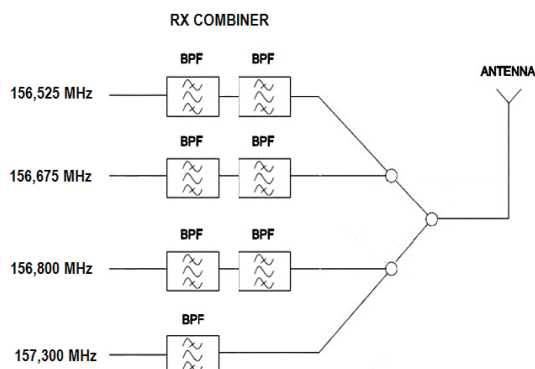 RX COMBINER
BPF BPF
ANTENNA
156,525 MHz
BPF BPF
156,675 MHz
BPF BPF
156,800 MHz
BPF
157,300 MHz